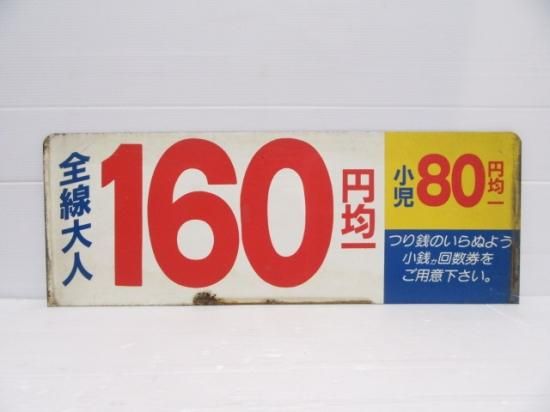 全線大人
160
円均一
小児
80
円均一
つり銭のいらぬよう
小銭か回数券を
ご用意下さい。